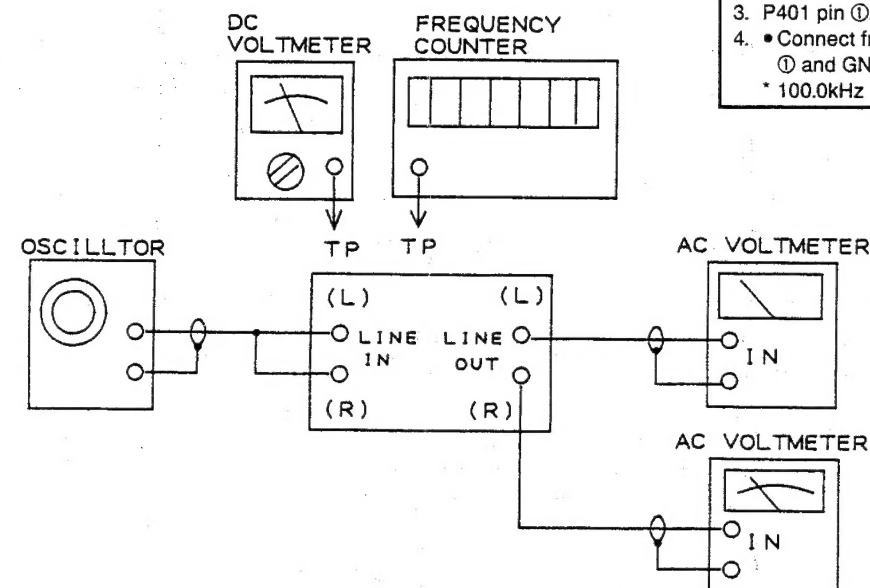 3. P401 pin ①
4. • Connect
① and GN
* 100.0kHz
DC
VOLTMETER
FREQUENCY
COUNTER
TP
TP
OSCILLTOR
(L)
(L)
LINE
IN
LINE
OUT
(R)
(R)
AC VOLTMETER
IN
AC VOLTMETER
IN